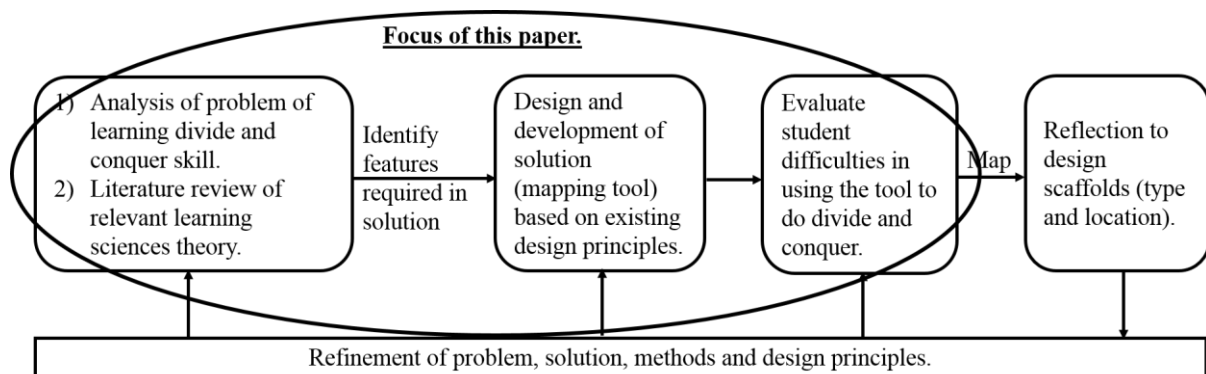 Focus of this paper.
1) Analysis of problem of
learning divide and
conquer skill.
2) Literature review of
relevant learning
sciences theory.
Identify
features
required in
solution
Design and
development of
solution
(mapping tool)
based on existing
design principles.
Evaluate
student
difficulties in
using the tool to
do divide and
conquer.
Map
Reflection to
design
scaffolds (type
and location).
Refinement of problem, solution, methods and design principles.